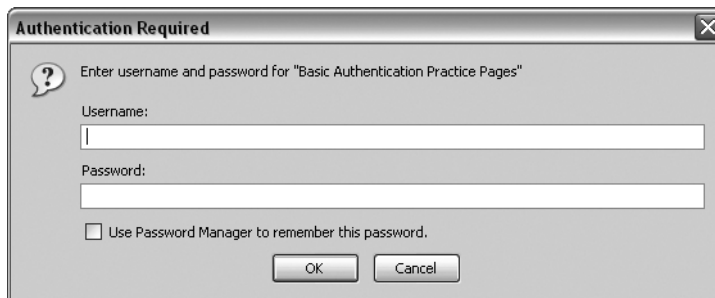 Authentication Required
Enter username and password for "Basic Authentication Practice Pages"
Username:
Password:
Use Password Manager to remember this password.
OK
Cancel